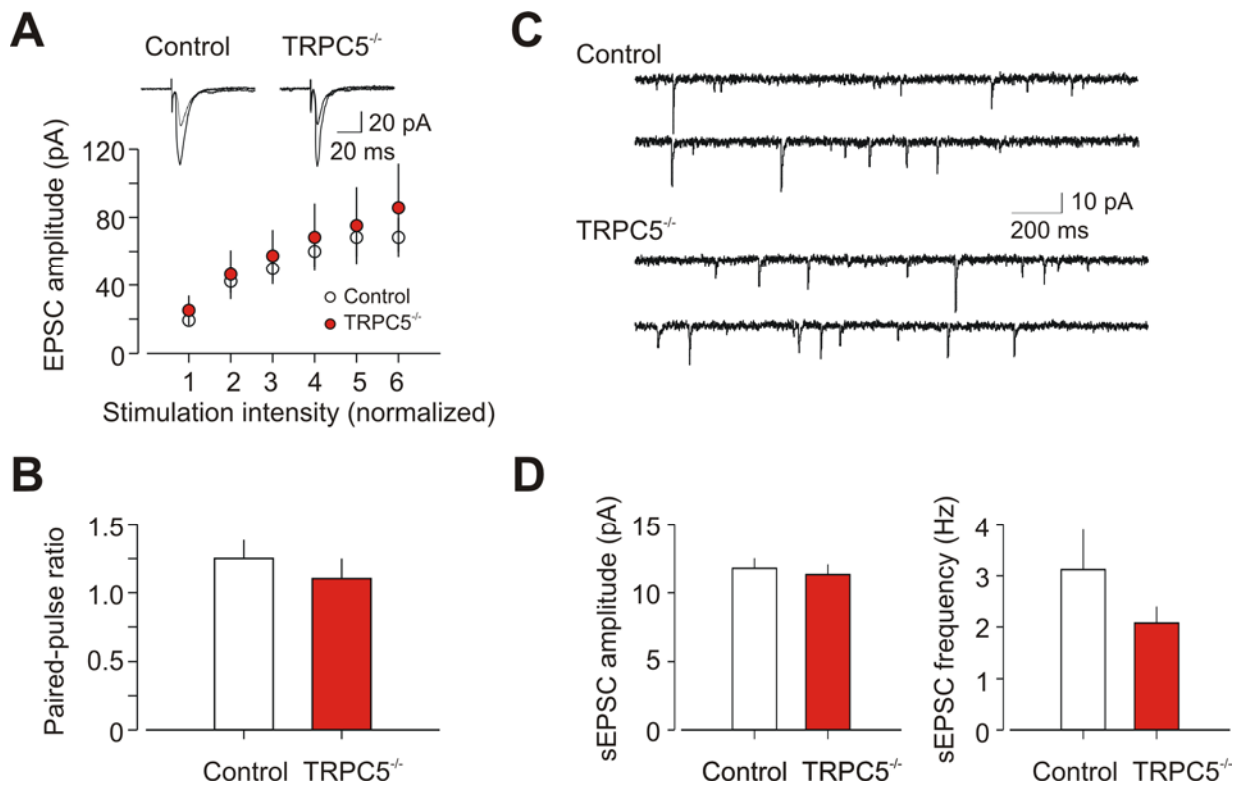 A
Control TRPC5-/-
20 pA
20 ms
EPSC amplitude (pA)
120
80
40
0
Control
TRPC5-/-
1 2 3 4 5 6
Stimulation intensity (normalized)
B
Paired-pulse ratio
1.5
1.0
0.5
0
Control TRPC5-/-
C
Control
10 pA
200 ms
TRPC5-/-
D
sEPSC amplitude (pA)
15
10
5
0
Control TRPC5-/-
sEPSC frequency (Hz)
4
3
2
1
0
Control TRPC5-/-